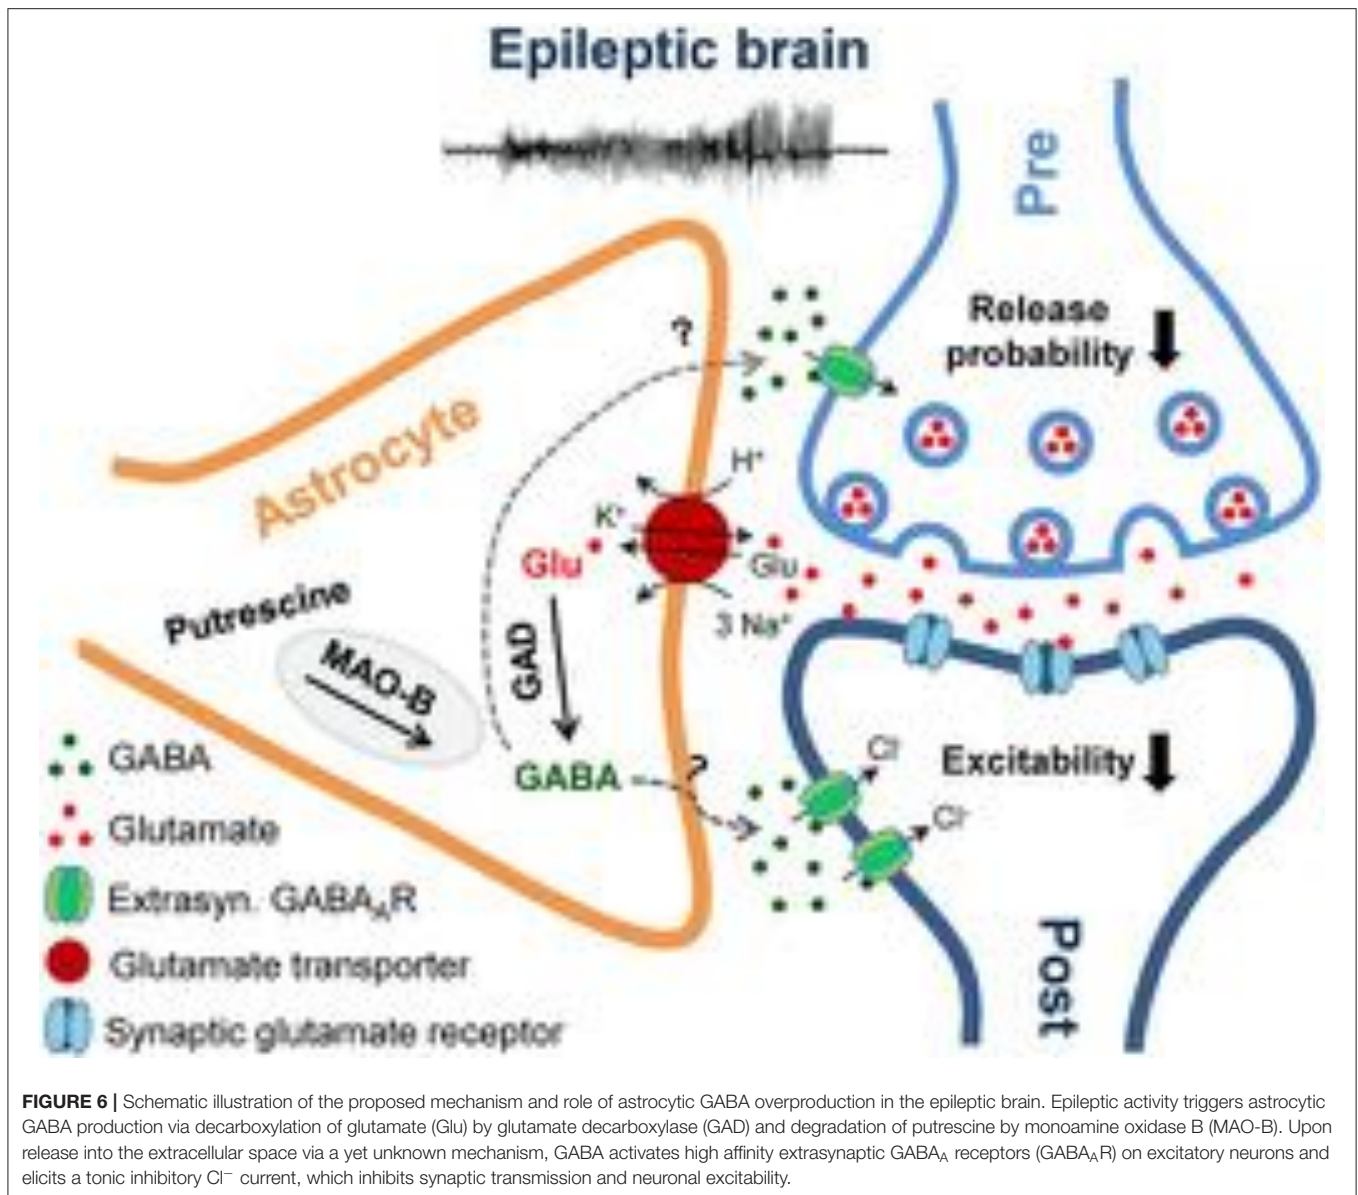 Epileptic brain
Pre
Release
probability
?
Astrocyte
H⁺
K⁺
Glu
Glu
3 Na⁺
Putrescine
MAO-B
GAD
GABA
?
Cl⁻
Cl⁻
Excitability
Post
GABA
Glutamate
Extrasyn. GABA_AR
Glutamate transporter
Synaptic glutamate receptor
FIGURE 6 | Schematic illustration of the proposed mechanism and role of astrocytic GABA overproduction in the epileptic brain. Epileptic activity triggers astrocytic
GABA production via decarboxylation of glutamate (Glu) by glutamate decarboxylase (GAD) and degradation of putrescine by monoamine oxidase B (MAO-B). Upon
release into the extracellular space via a yet unknown mechanism, GABA activates high affinity extrasynaptic GABA_A receptors (GABA_AR) on excitatory neurons and
elicits a tonic inhibitory Cl⁻ current, which inhibits synaptic transmission and neuronal excitability.